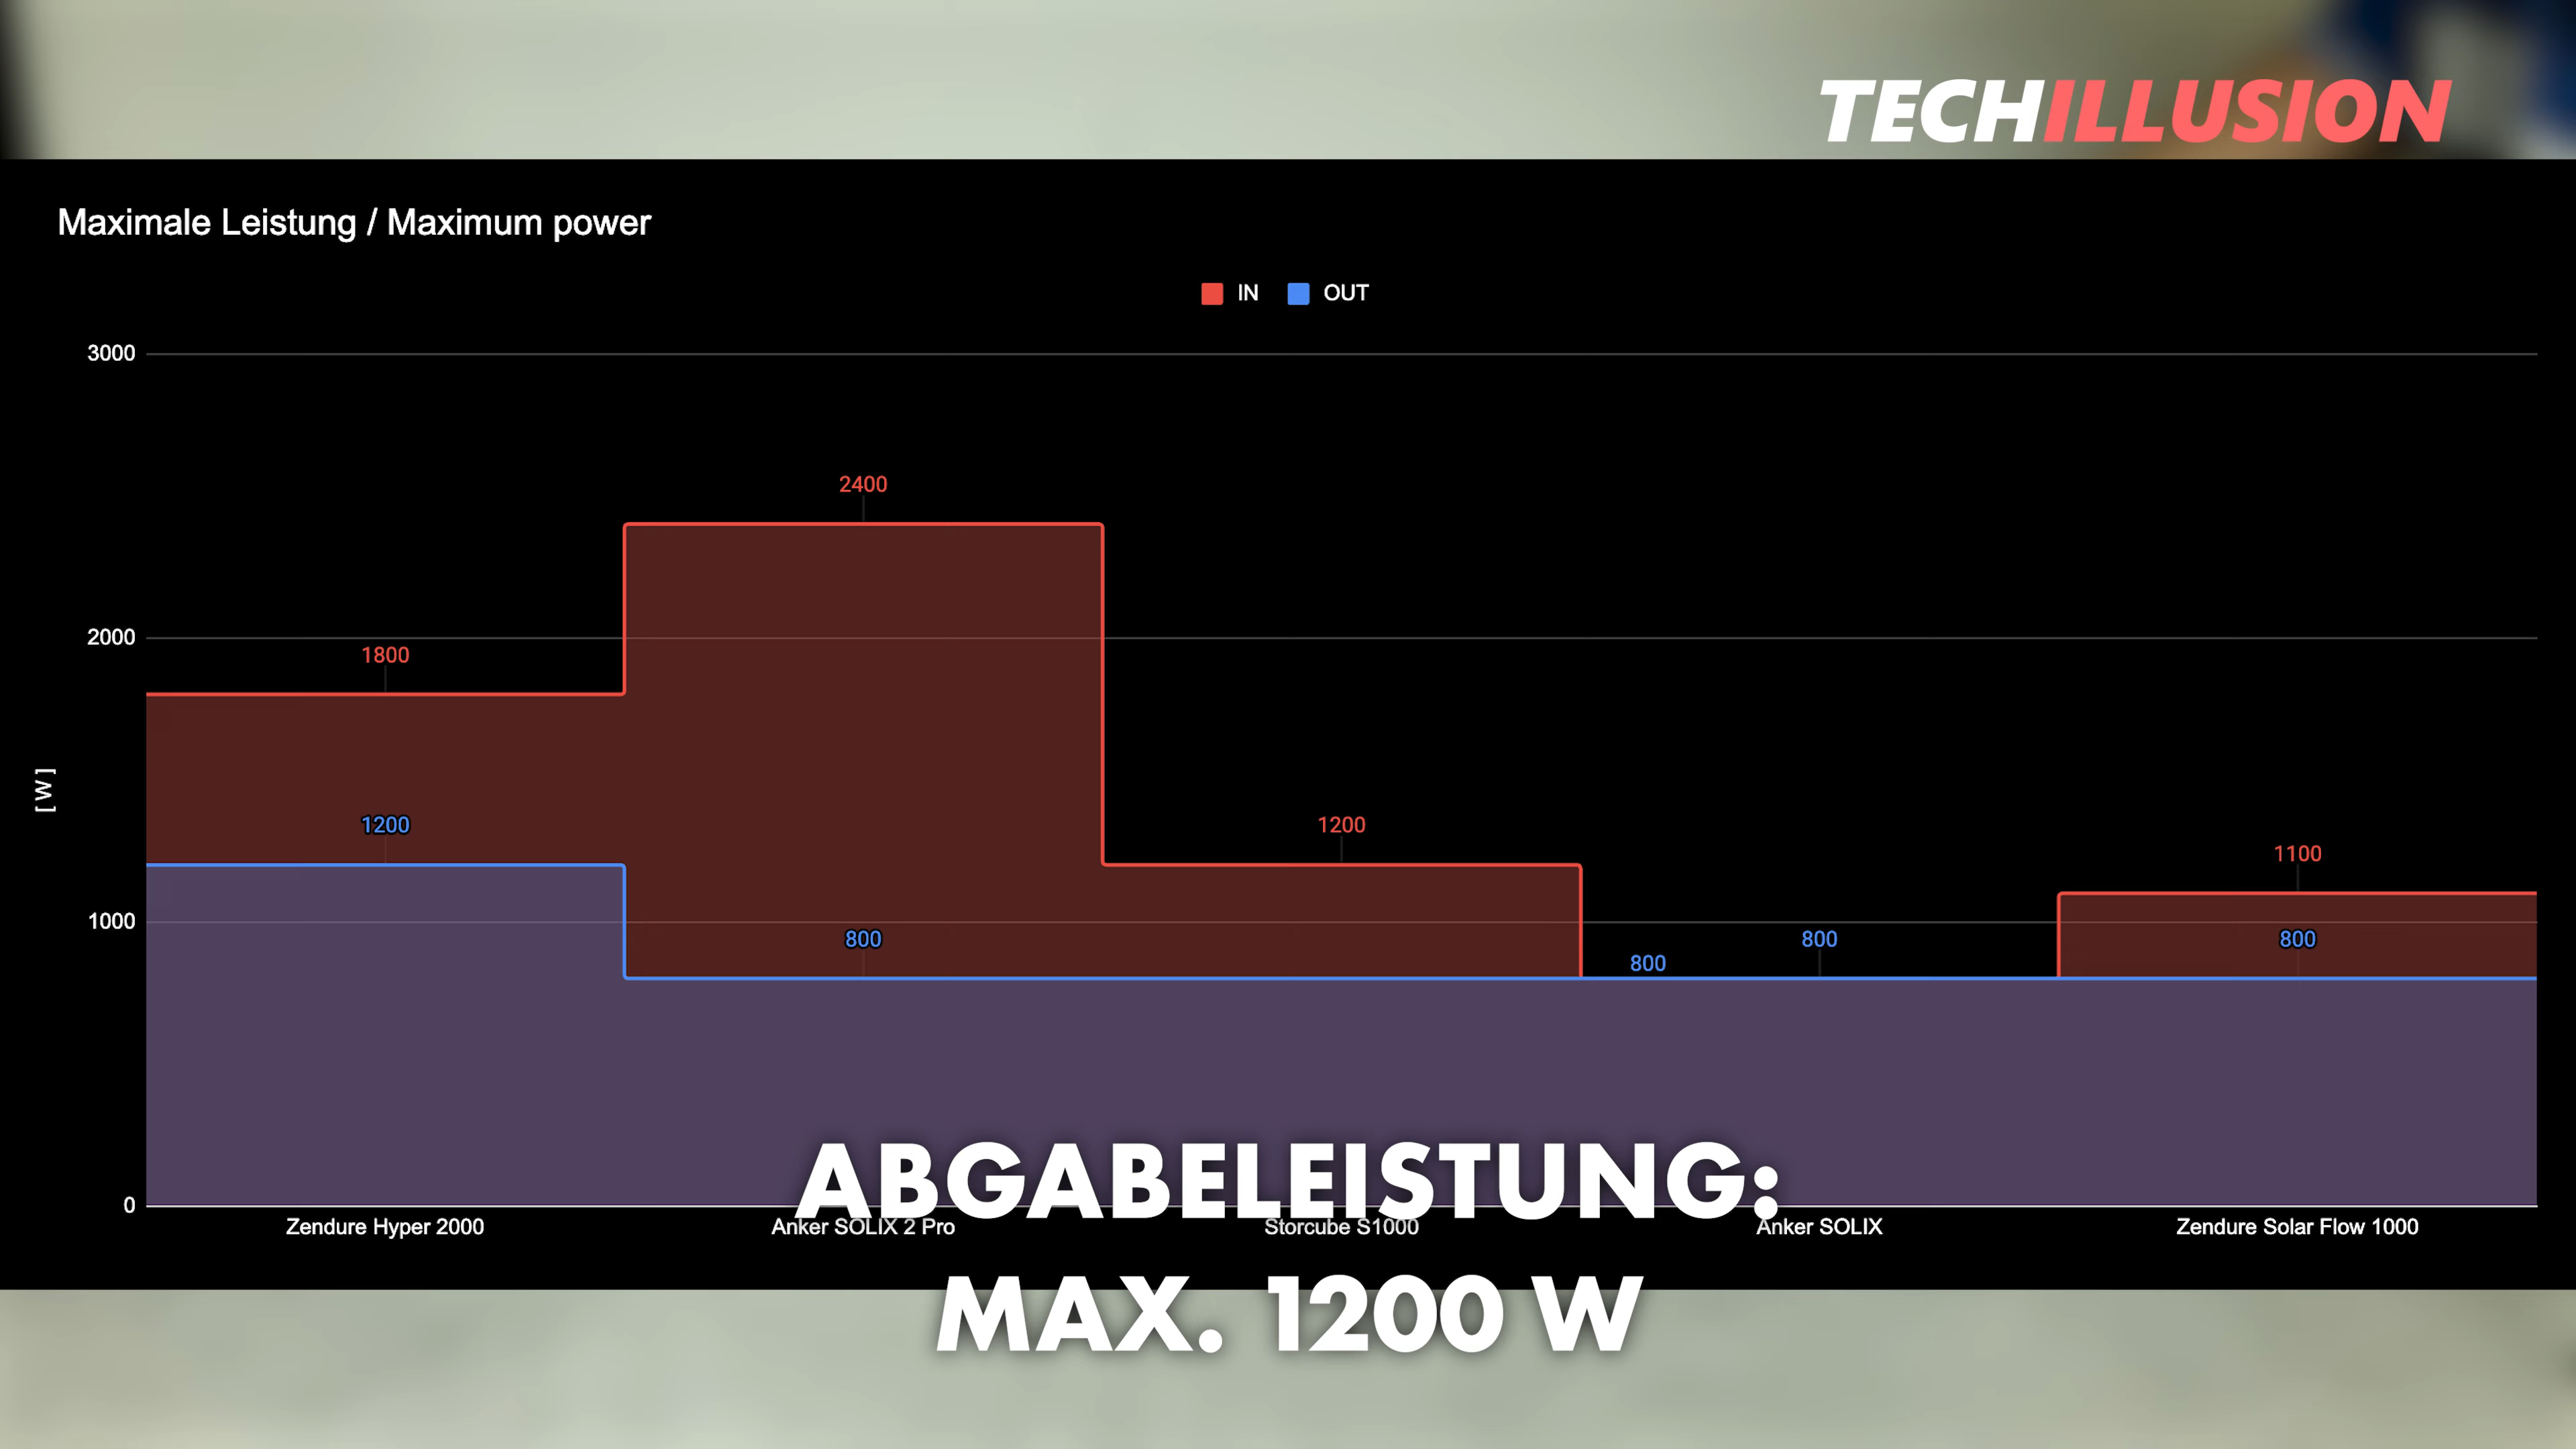 TECHILLUSION
Maximale Leistung / Maximum power
IN OUT
3000
2400
2000
1800
[W]
1200
1200
1100
1000
800
800
800
800
0
Zendure Hyper 2000 Anker SOLIX 2 Pro Storcube S1000 Anker SOLIX Zendure Solar Flow 1000
ABGABELEISTUNG:
MAX. 1200 W